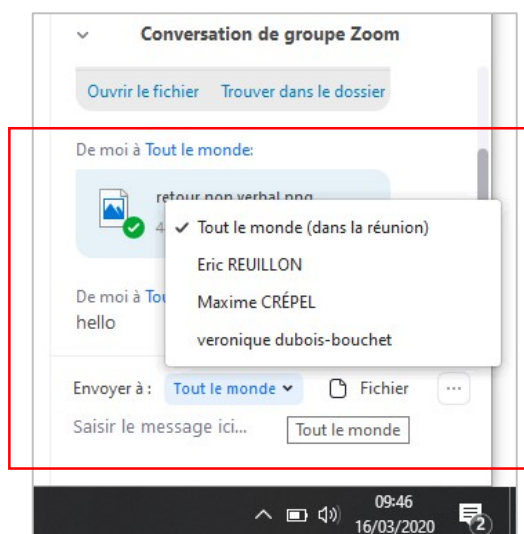 Conversation de groupe Zoom
Ouvrir le fichier Trouver dans le dossier
De moi à Tout le monde:
retour non verbal.png
✓ Tout le monde (dans la réunion)
Eric REUILLON
Maxime CRÉPEL
veronique dubois-bouchet
De moi à
hello
Envoyer à : Tout le monde Fichier ...
Saisir le message ici...
Tout le monde
09:46
16/03/2020
2